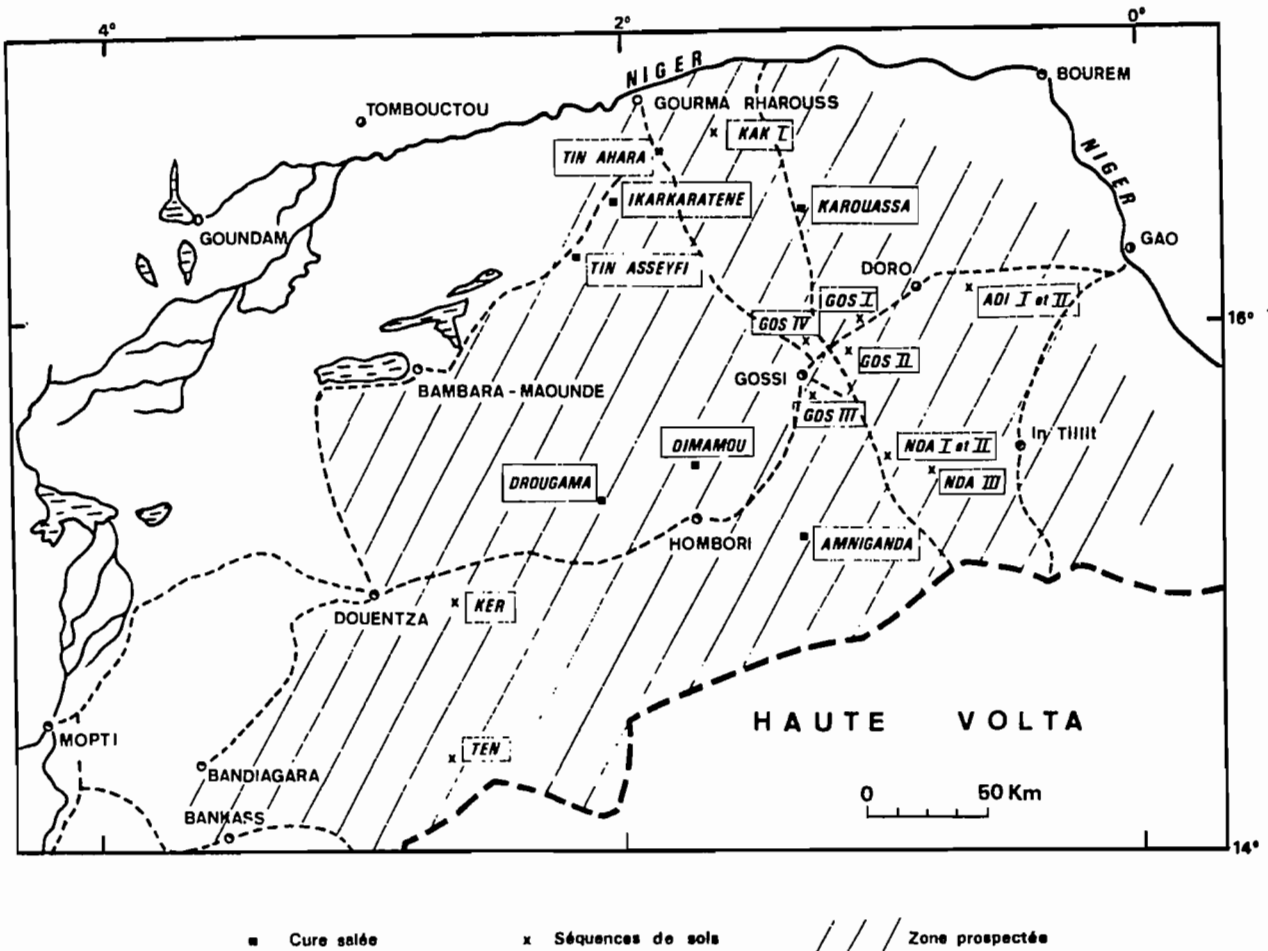 4°
2°
0°
NIGER
BOUREM
TOMBOUCTOU
GOURMA RHAROUSS
KAK I
TIN AHARA
NIGER
IKARKARATENE
KAROUASSA
GOUNDAM
GAO
TIN ASSEYFI
DORO
GOS I
ADI I et II
GOS IV
16°
GOS II
BAMBARA - MAOUNDE
GOSSI
GOS III
DIMAMOU
NDA I et II
In Tillit
DROUGAMA
NDA III
HOMBORI
AMNIGANDA
KER
DOUENTZA
HAUTE VOLTA
MOPTI
TEN
BANDIAGARA
0 50 Km
BANKASS
14°
Cure salée
Séquences de sols
Zone prospectée